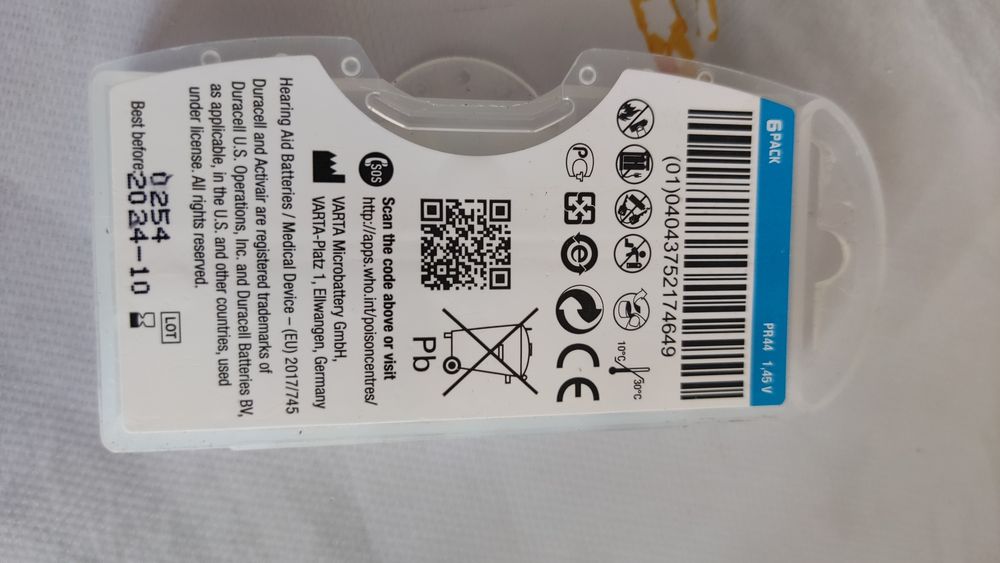 6PACK
PR44 1,45 V
(01)04043752174649
10°C
30°C
Pb
SOS
Scan the code above or visit
http://apps.who.int/poisoncentres/
VARTA Microbattery GmbH,
VARTA-Platz 1, Ellwangen, Germany
Hearing Aid Batteries / Medical Device – (EU) 2017/745
Duracell and Activair are registered trademarks of
Duracell U.S. Operations, Inc. and Duracell Batteries BV,
as applicable, in the U.S. and other countries, used
under license. All rights reserved.
LOT
0254
Best before:2024-10